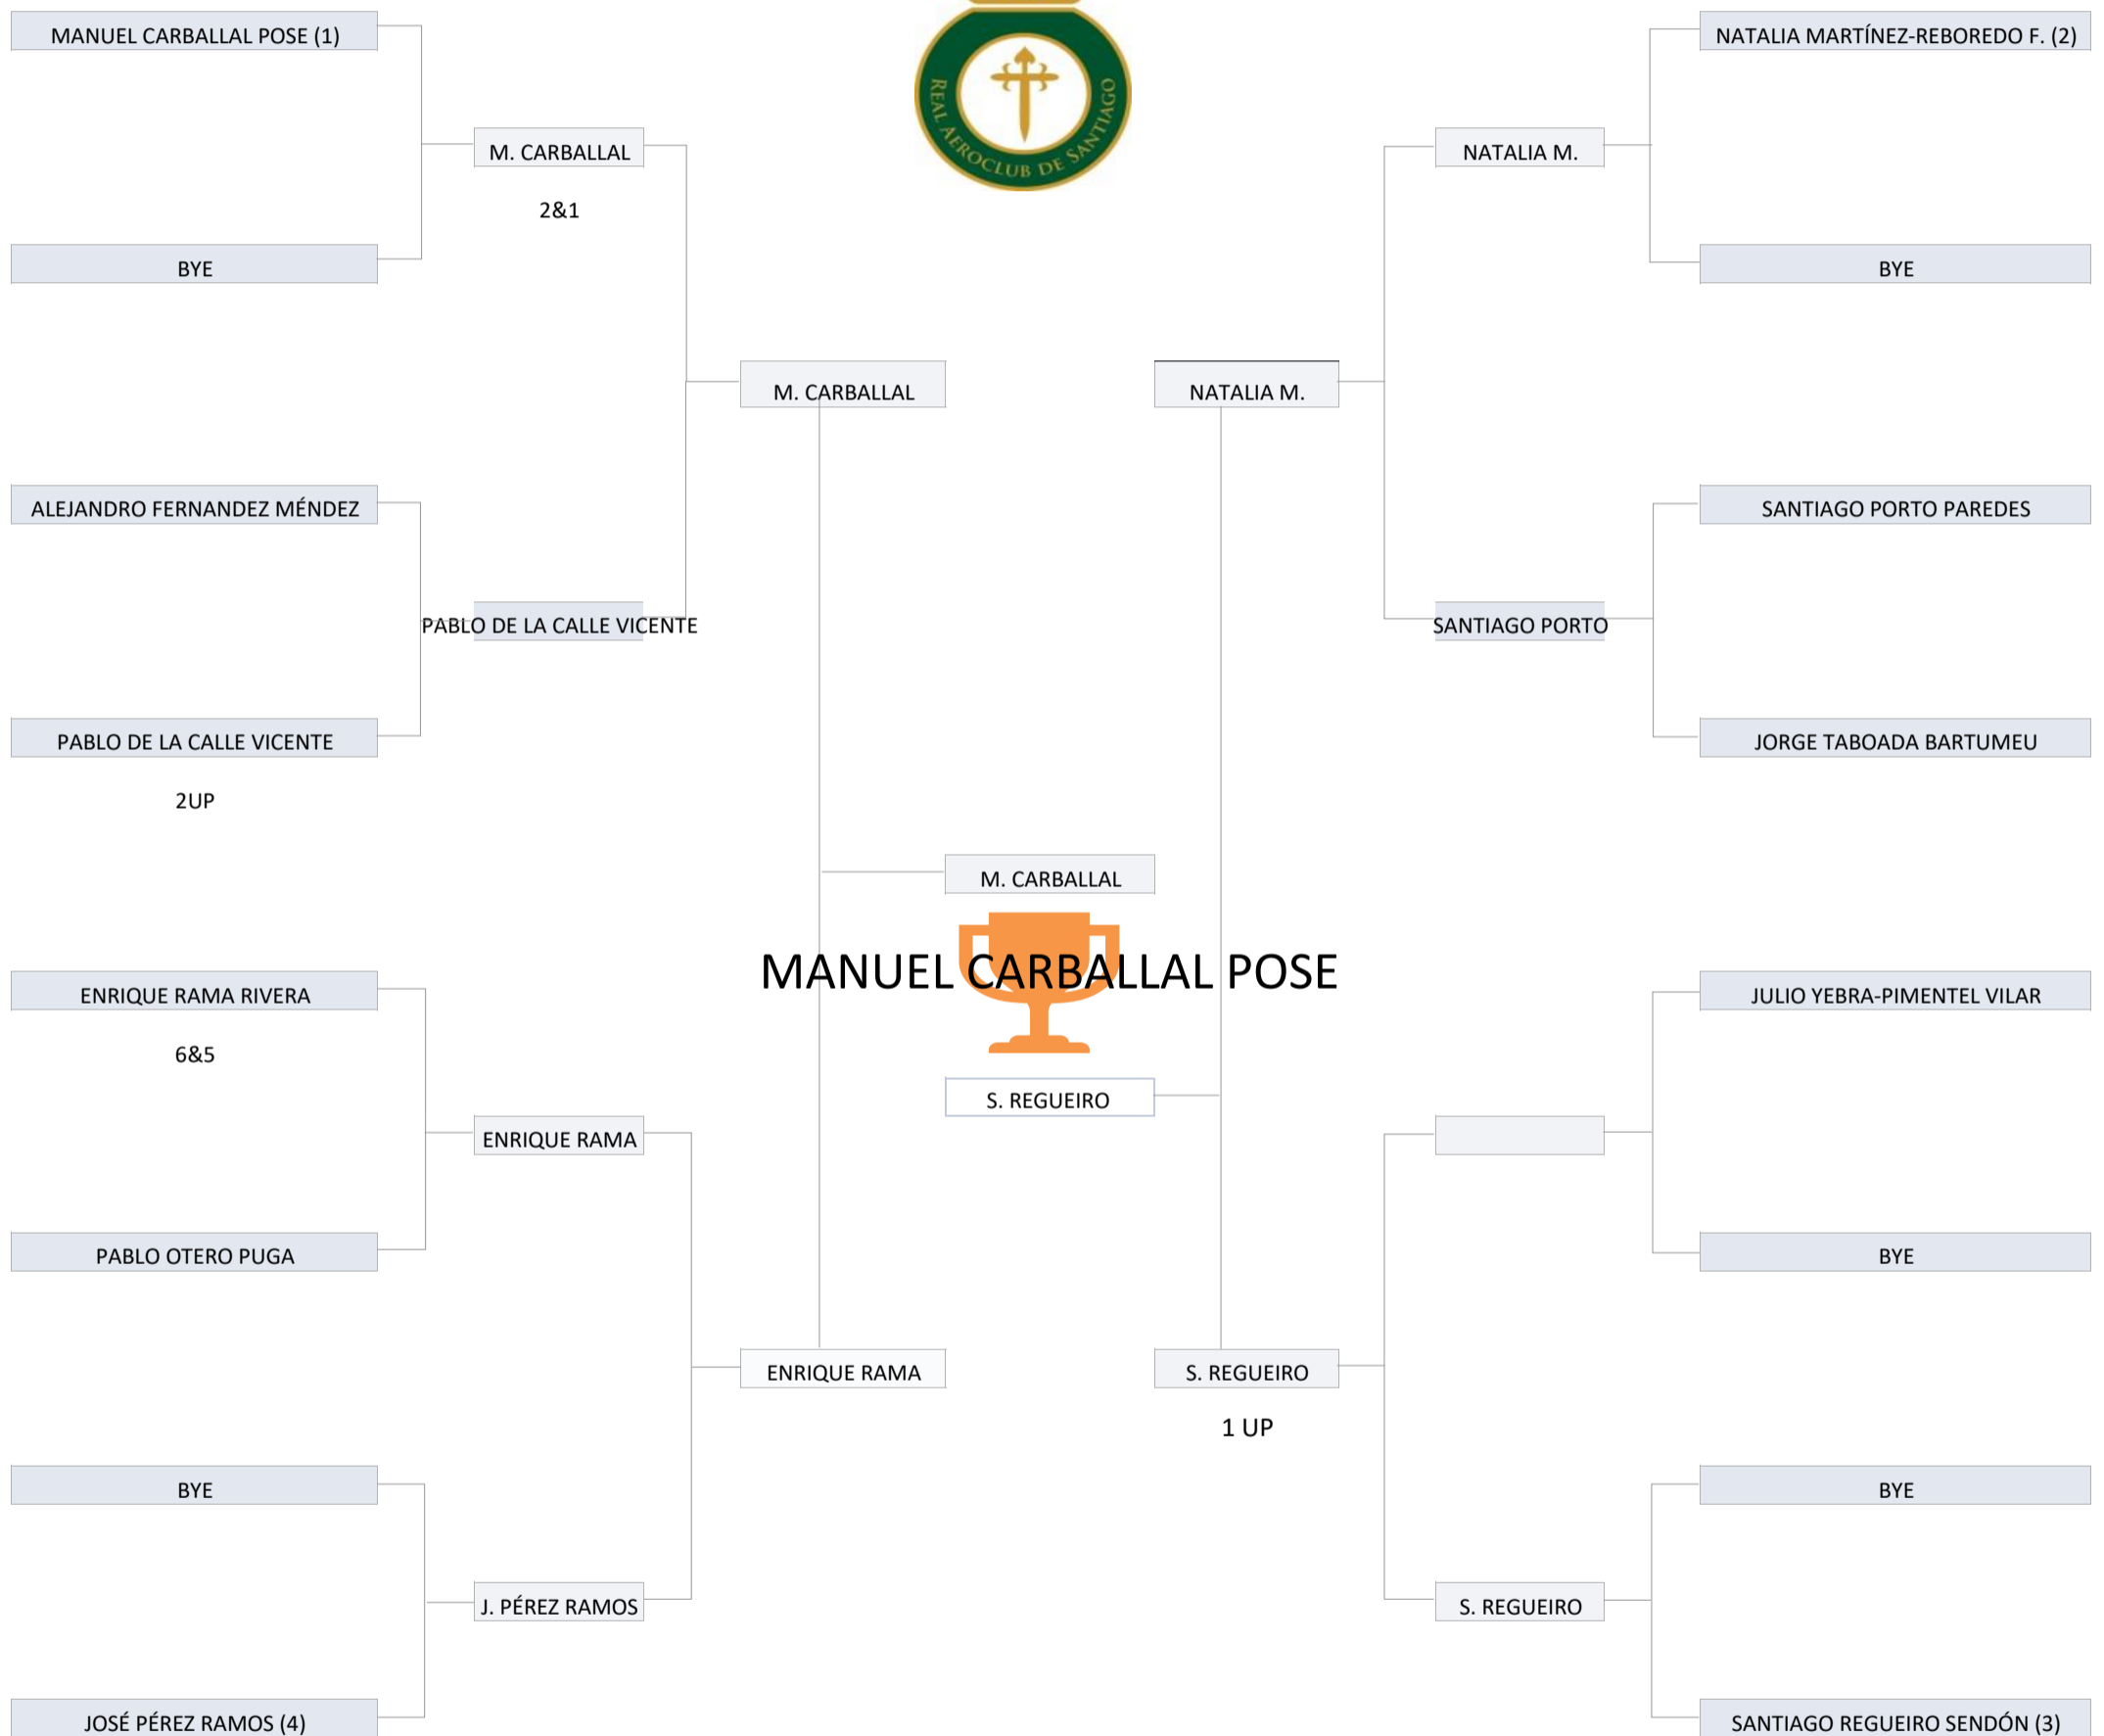 MANUEL CARBALLAL POSE (1)
NATALIA MARTÍNEZ-REBOREDO F. (2)
REAL AEROCLUB DE SANTIAGO
M. CARBALLAL
NATALIA M.
2&1
BYE
BYE
M. CARBALLAL
NATALIA M.
ALEJANDRO FERNANDEZ MÉNDEZ
SANTIAGO PORTO PAREDES
PABLO DE LA CALLE VICENTE
SANTIAGO PORTO
PABLO DE LA CALLE VICENTE
JORGE TABOADA BARTUMEU
2UP
M. CARBALLAL
MANUEL CARBALLAL POSE
ENRIQUE RAMA RIVERA
JULIO YEBRA-PIMENTEL VILAR
6&5
S. REGUEIRO
ENRIQUE RAMA
PABLO OTERO PUGA
BYE
ENRIQUE RAMA
S. REGUEIRO
1 UP
BYE
BYE
J. PÉREZ RAMOS
S. REGUEIRO
JOSÉ PÉREZ RAMOS (4)
SANTIAGO REGUEIRO SENDÓN (3)